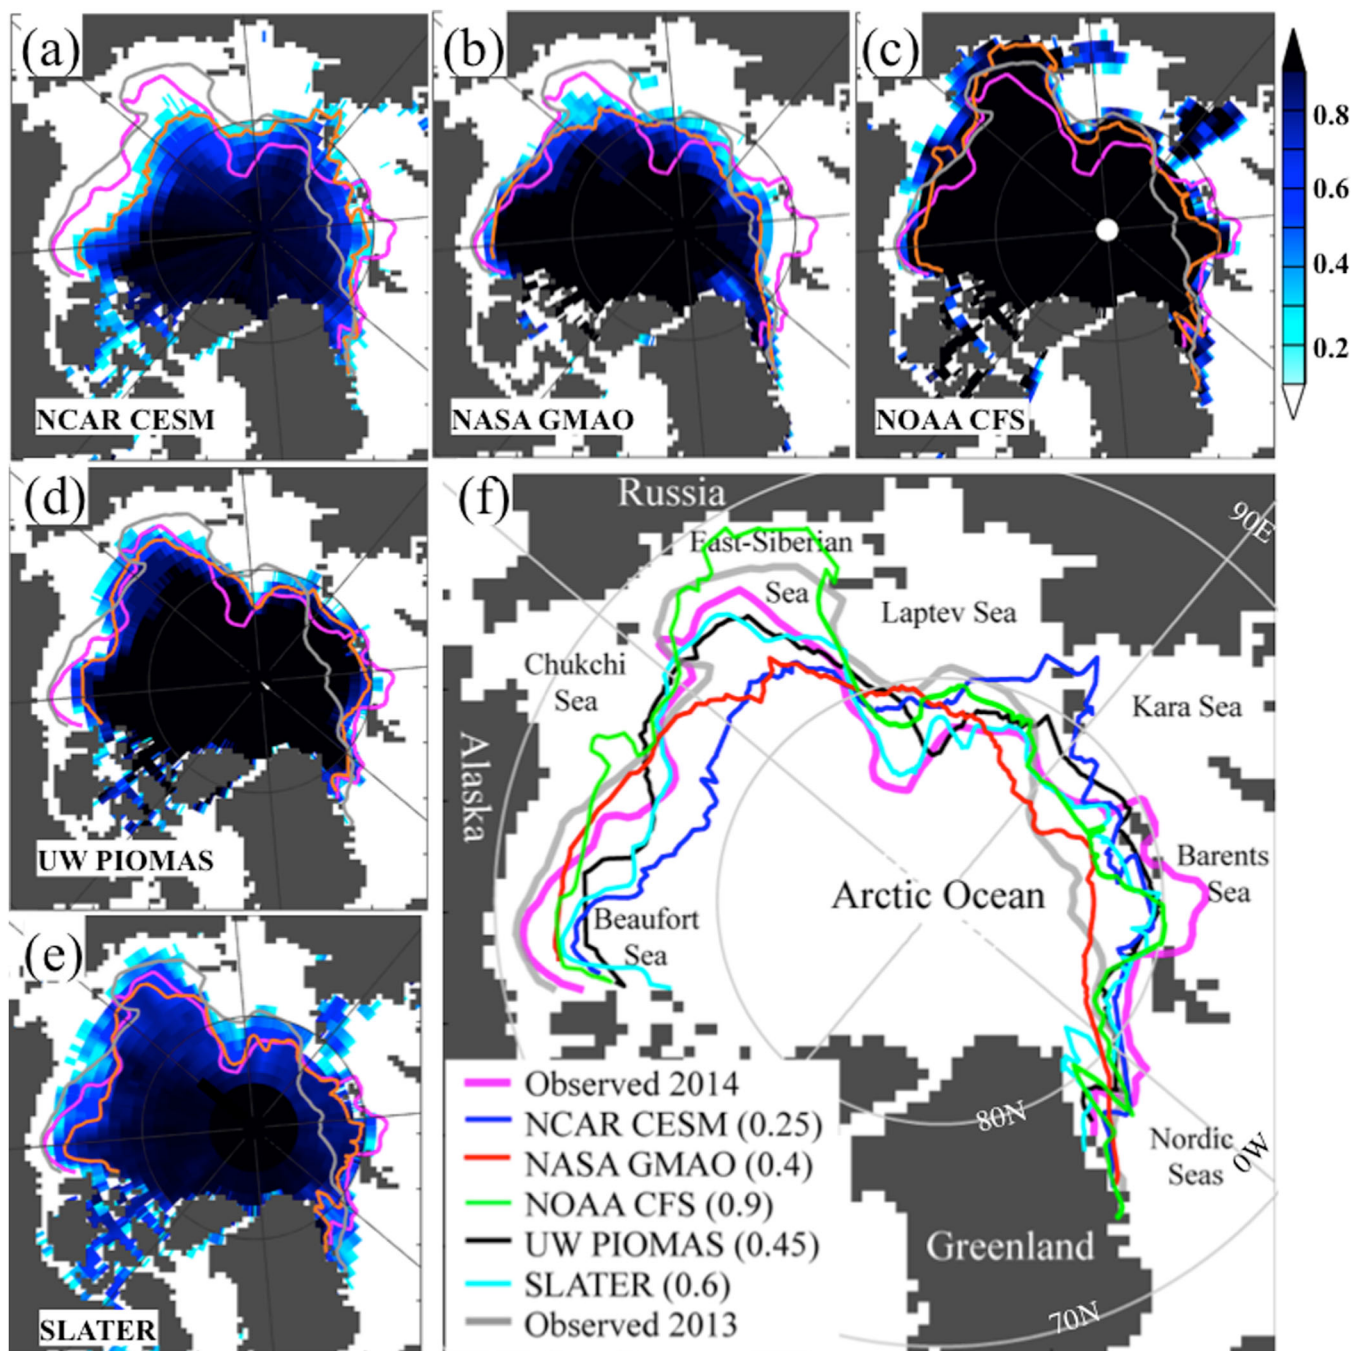 (a)
NCAR CESM
(b)
NASA GMAO
(c)
NOAA CFS
0.8
0.6
0.4
0.2
(d)
UW PIOMAS
(e)
SLATER
(f)
Russia
90E
East-Siberian
Sea
Laptev Sea
Chukchi
Sea
Kara Sea
Alaska
Barents
Sea
Arctic Ocean
Beaufort
Sea
Observed 2014
NCAR CESM (0.25)
NASA GMAO (0.4)
NOAA CFS (0.9)
UW PIOMAS (0.45)
SLATER (0.6)
Observed 2013
80N
Nordic
Seas
0W
Greenland
70N